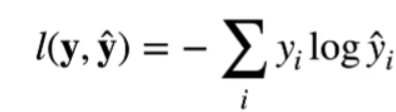 l(𝐲, 𝐲̂) = − ∑ᵢ yᵢ log ŷᵢ